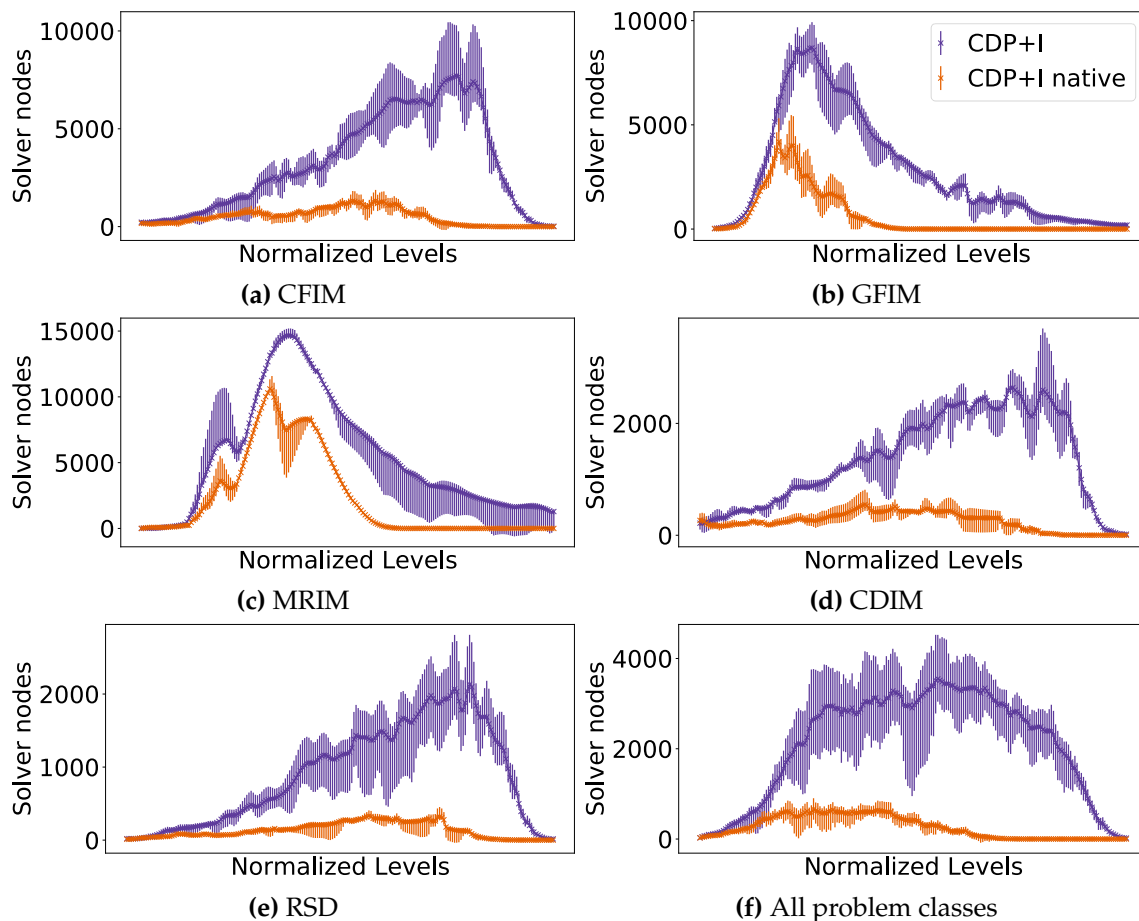 10000
5000
0
Solver nodes
Normalized Levels
(a) CFIM
10000
5000
0
Solver nodes
CDP+I
CDP+I native
Normalized Levels
(b) GFIM
15000
10000
5000
0
Solver nodes
Normalized Levels
(c) MRIM
2000
0
Solver nodes
Normalized Levels
(d) CDIM
2000
1000
0
Solver nodes
Normalized Levels
(e) RSD
4000
2000
0
Solver nodes
Normalized Levels
(f) All problem classes